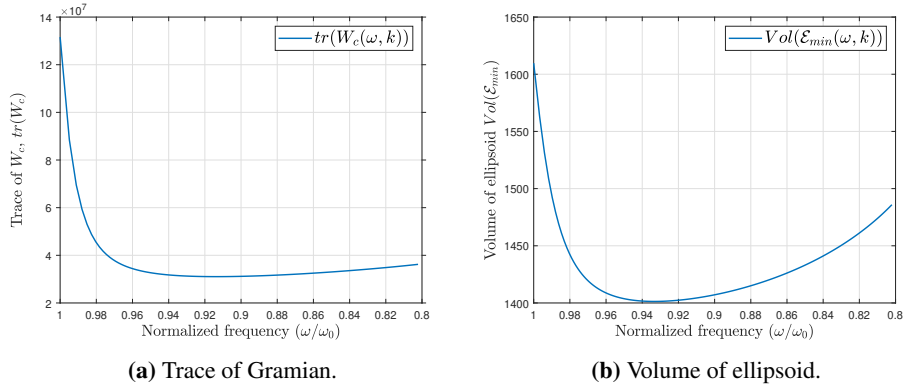 ×10⁷
14
12
10
8
6
4
2
Trace of W_c, tr(W_c)
tr(W_c(ω, k))
1 0.98 0.96 0.94 0.92 0.9 0.88 0.86 0.84 0.82 0.8
Normalized frequency (ω/ω₀)
(a) Trace of Gramian.
1650
1600
1550
1500
1450
1400
Volume of ellipsoid Vol(ℰ_min)
Vol(ℰ_min(ω, k))
1 0.98 0.96 0.94 0.92 0.9 0.88 0.86 0.84 0.82 0.8
Normalized frequency (ω/ω₀)
(b) Volume of ellipsoid.